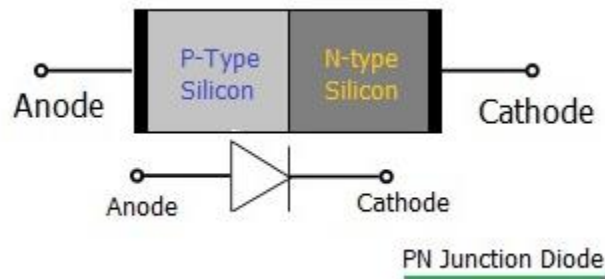 P-Type
Silicon
N-type
Silicon
Anode
Cathode
Anode
Cathode
PN Junction Diode